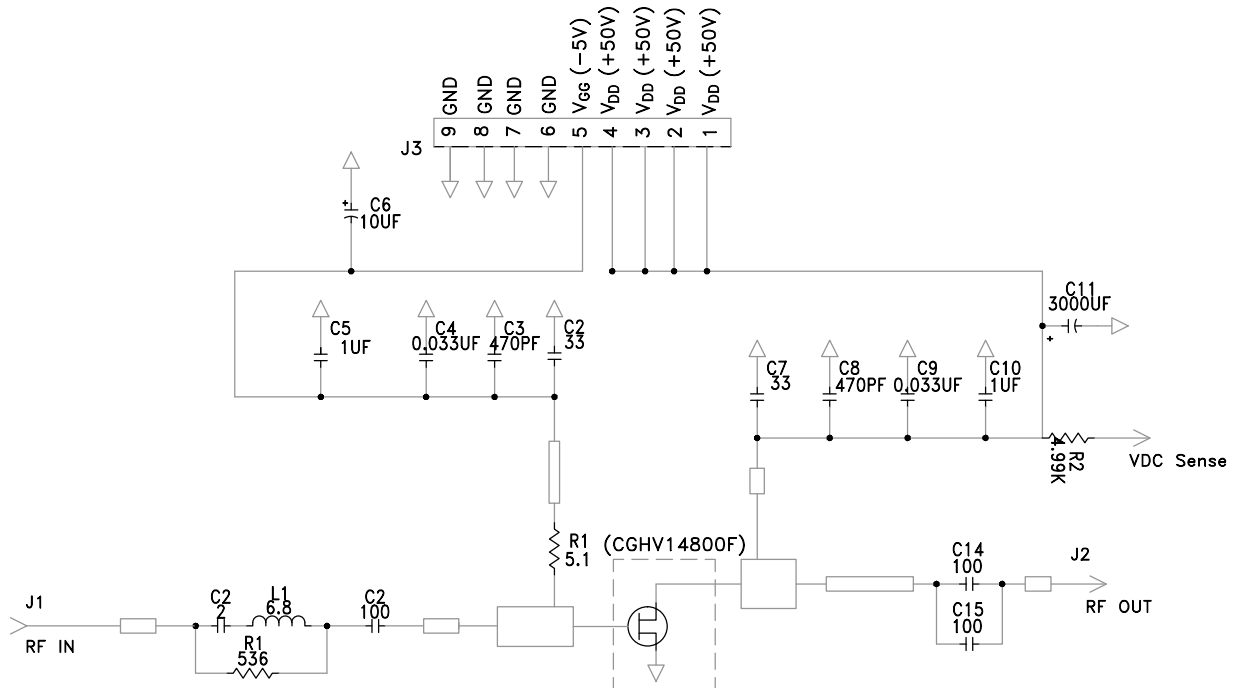 GND
GND
GND
GND
VGG (-5V)
VDD (+50V)
VDD (+50V)
VDD (+50V)
VDD (+50V)
9
8
7
6
5
4
3
2
1
J3
C6
10UF
C5
1UF
C4
0.033UF
C3
470PF
C2
33
C11
3000UF
+
+
C7
33
C8
470PF
C9
0.033UF
C10
1UF
R2
4.99K
VDC Sense
R1
5.1
(CGHV14800F)
J1
RF IN
C2
2
L1
6.8
R1
536
C2
100
C14
100
C15
100
J2
RF OUT